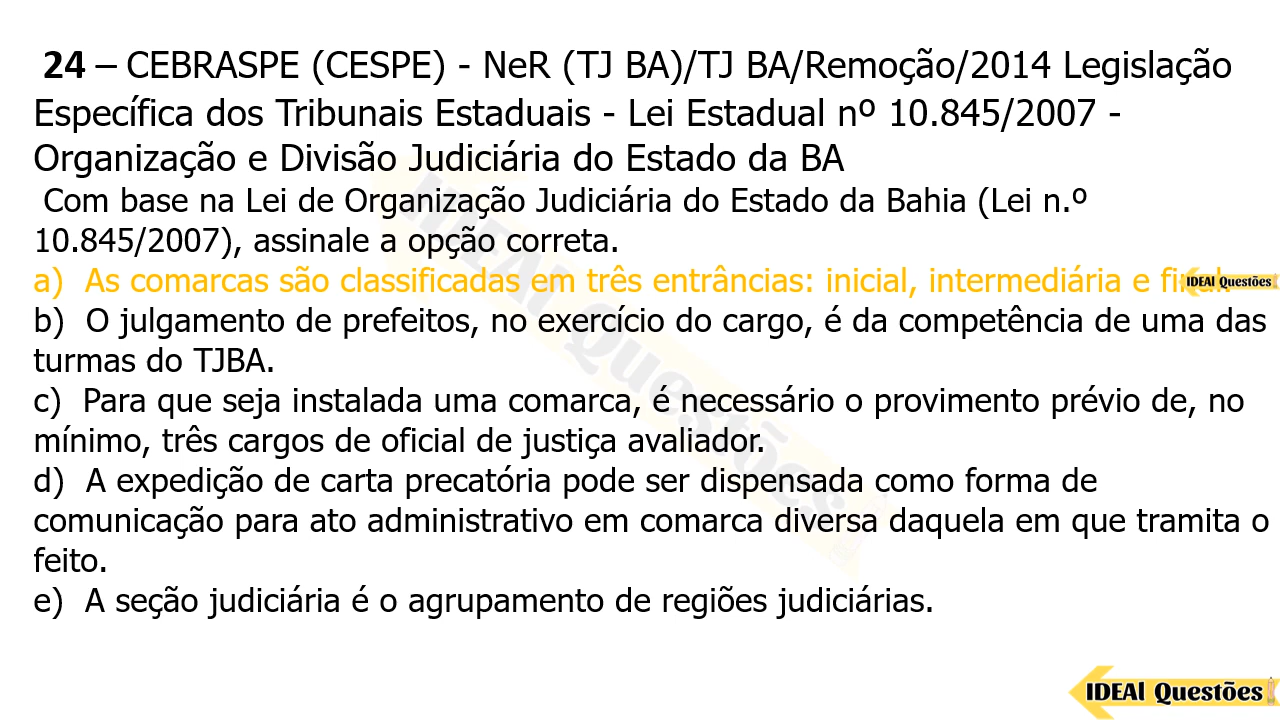 24 – CEBRASPE (CESPE) - NeR (TJ BA)/TJ BA/Remoção/2014 Legislação
Específica dos Tribunais Estaduais - Lei Estadual nº 10.845/2007 -
Organização e Divisão Judiciária do Estado da BA
Com base na Lei de Organização Judiciária do Estado da Bahia (Lei n.º
10.845/2007), assinale a opção correta.
a) As comarcas são classificadas em três entrâncias: inicial, intermediária e final.
IDEAl Questões
b) O julgamento de prefeitos, no exercício do cargo, é da competência de uma das
turmas do TJBA.
c) Para que seja instalada uma comarca, é necessário o provimento prévio de, no
mínimo, três cargos de oficial de justiça avaliador.
d) A expedição de carta precatória pode ser dispensada como forma de
comunicação para ato administrativo em comarca diversa daquela em que tramita o
feito.
e) A seção judiciária é o agrupamento de regiões judiciárias.
IDEAl Questões
IDEAl Questões